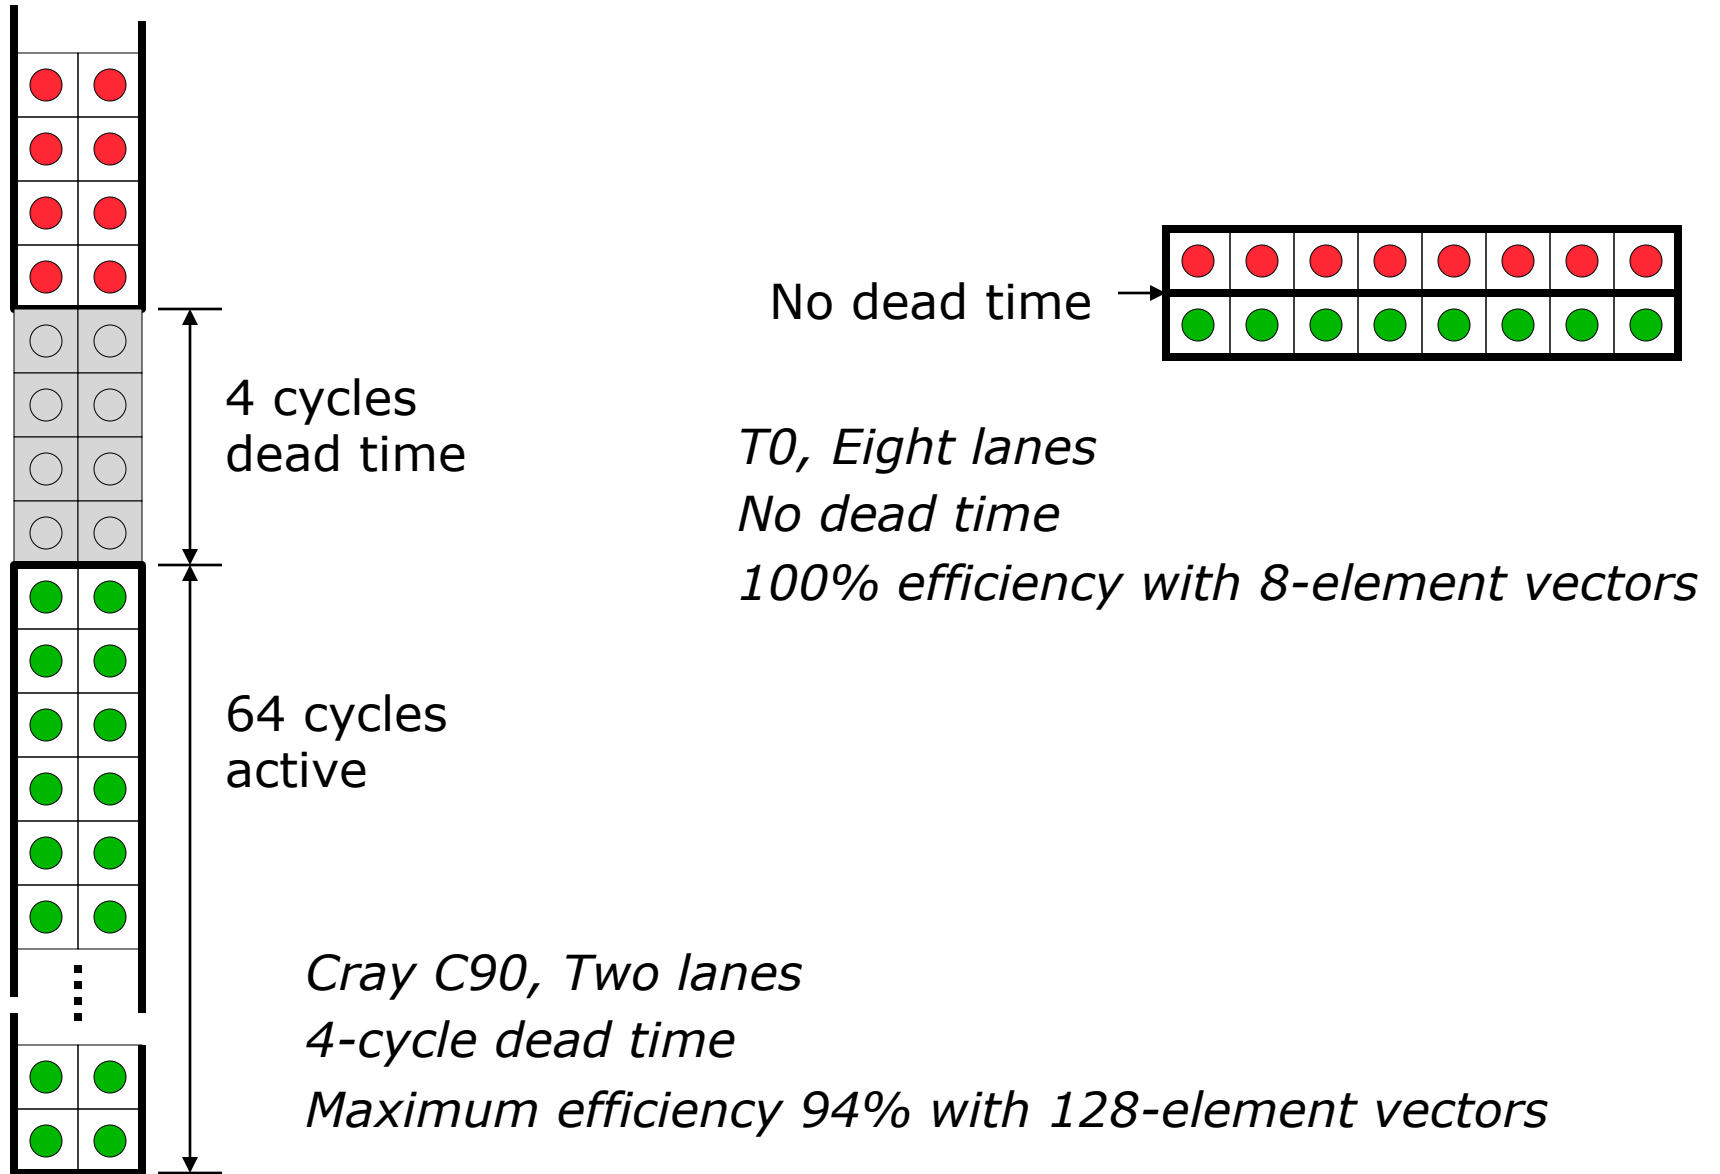 No dead time
4 cycles
dead time
T0, Eight lanes
No dead time
100% efficiency with 8-element vectors
64 cycles
active
Cray C90, Two lanes
4-cycle dead time
Maximum efficiency 94% with 128-element vectors